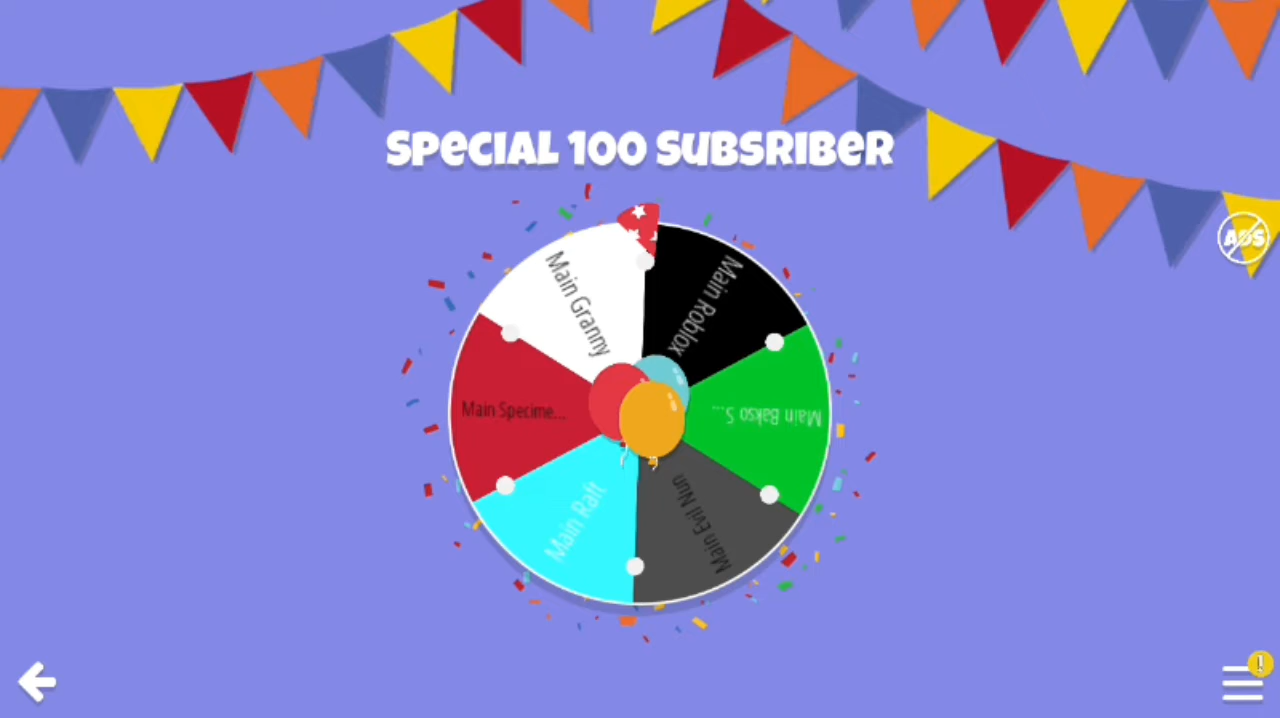 SPECIAL 100 SUBSRIBER
ADS
Main Granny
Main Roblox
Main Specime...
Main Bakso S...
Main Raft
Main Evil Nun
!